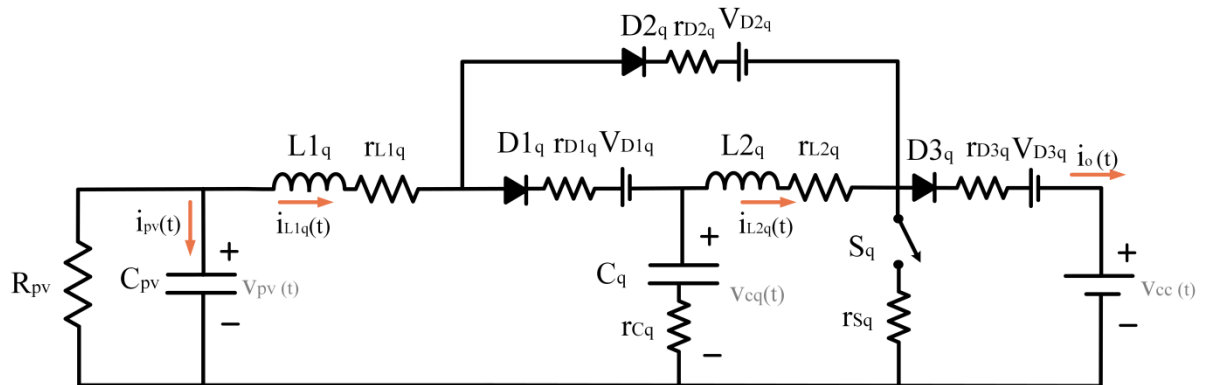 D2q rD2q VD2q
L1q rL1q D1q rD1q VD1q L2q rL2q D3q rD3q VD3q io(t)
ipv(t) iL1q(t) iL2q(t) Sq
+ + +
Rpv Cpv vpv (t) Cq vcq(t) vcc (t)
− rCq rSq −
−